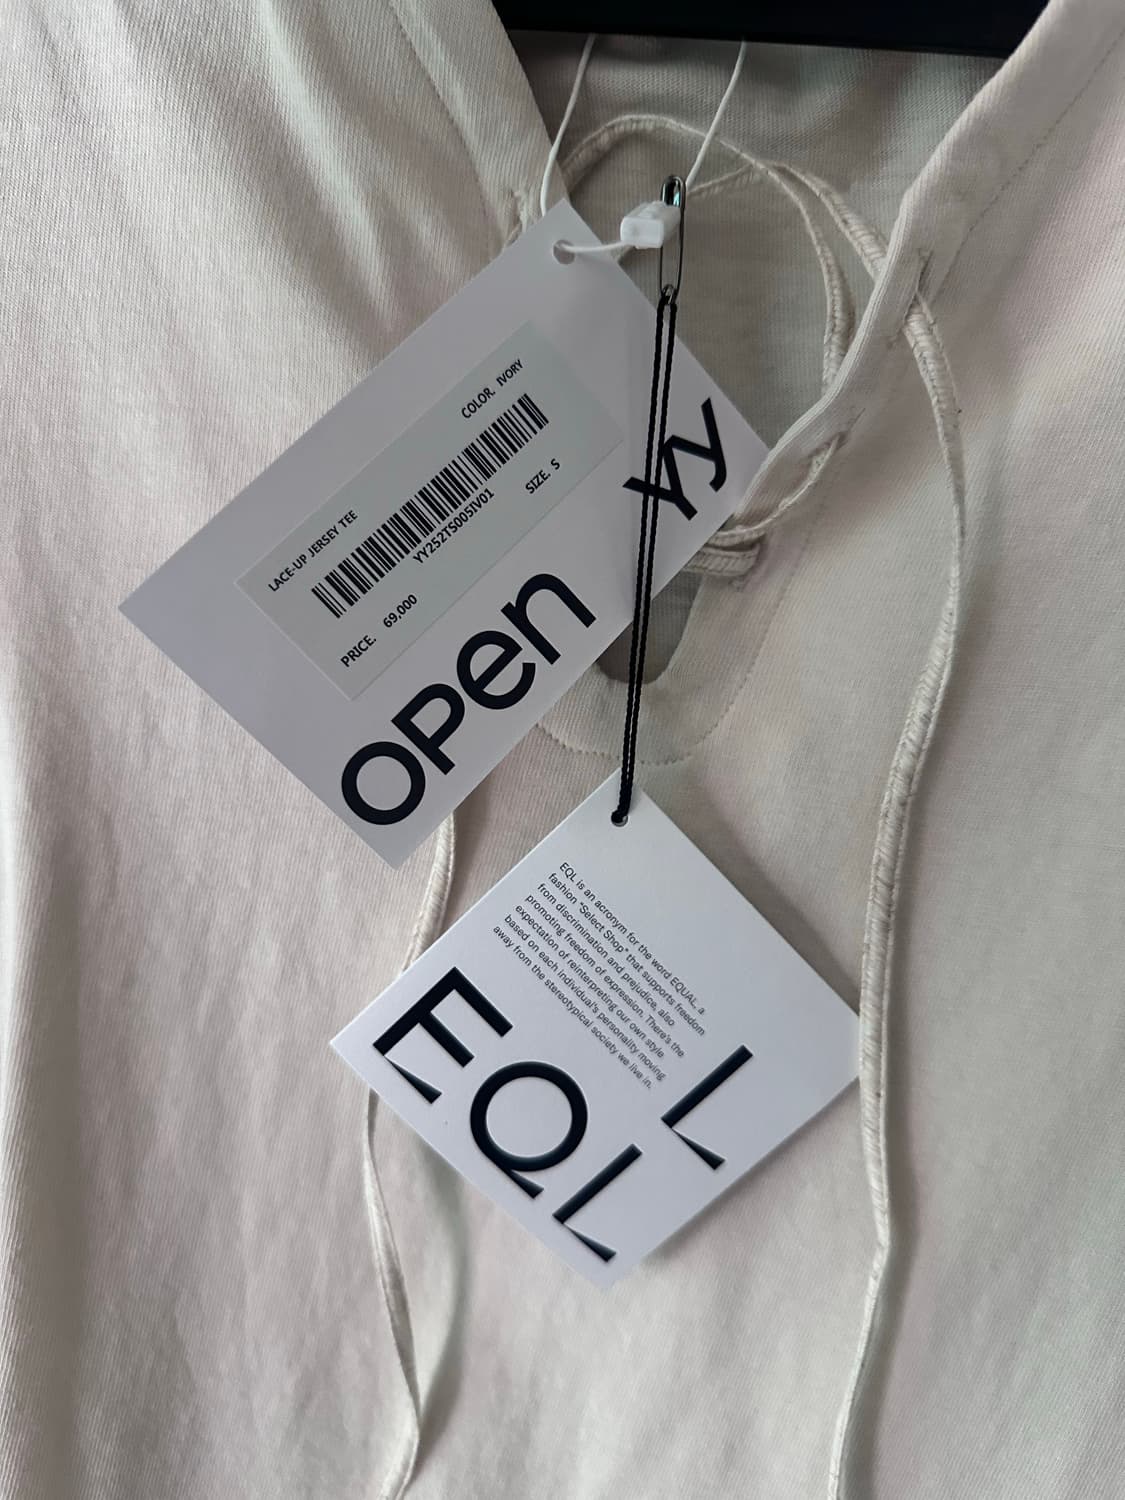 LACE-UP JERSEY TEE
COLOR. IVORY
YY252TS005IV01
PRICE. 69,000
SIZE. S
OPen
YY
EQL is an acronym for the word EQUAL, a
fashion "Select Shop" that supports freedom
from discrimination and prejudice, also
promoting freedom of expression. There's the
expectation of reinterpreting our own style
based on each individual's personality moving
away from the stereotypical society we live in.
L
EQL